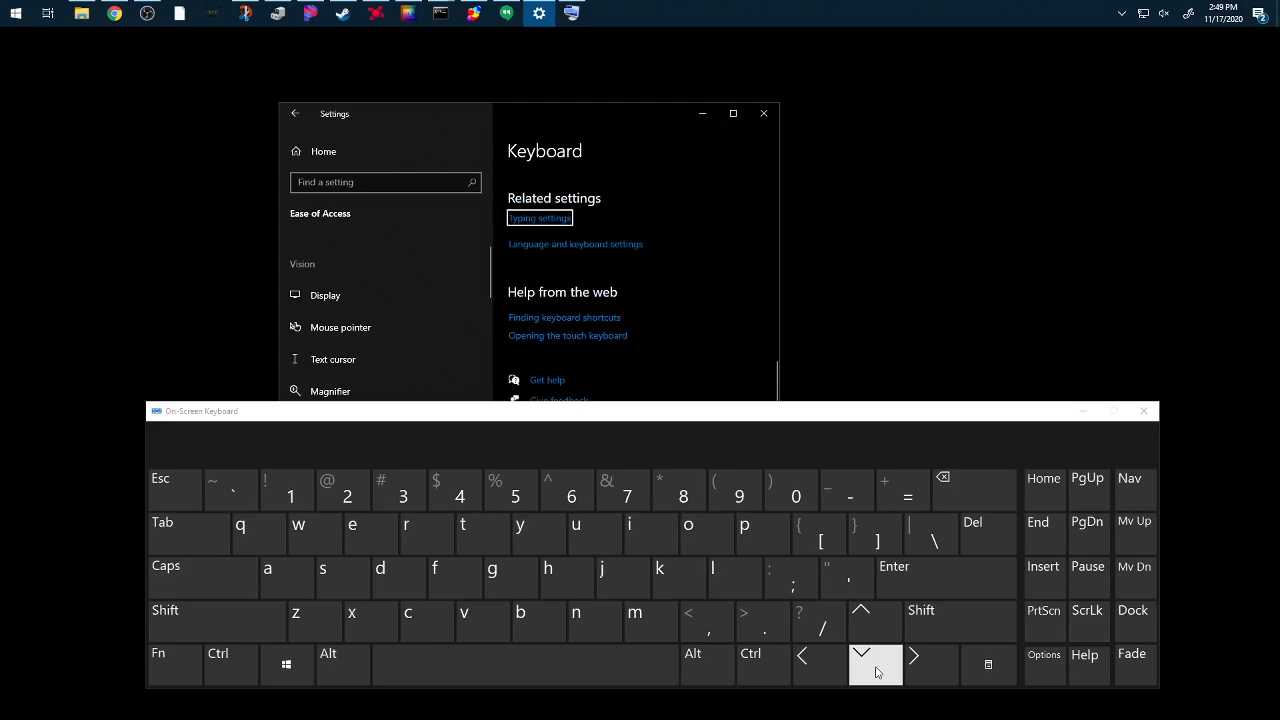 2:49 PM
11/17/2020
2
Settings
Home
Keyboard
Find a setting
Related settings
Ease of Access
Typing settings
Language and keyboard settings
Vision
Help from the web
Display
Finding keyboard shortcuts
Mouse pointer
Opening the touch keyboard
Text cursor
Get help
Magnifier
Give feedback
On-Screen Keyboard
Esc ~ ` ! 1 @ 2 # 3 $ 4 % 5 ^ 6 & 7 * 8 ( 9 ) 0 _ - + = Home PgUp Nav
Tab q w e r t y u i o p { [ } ] | \ Del End PgDn Mv Up
Caps a s d f g h j k l : ; " ' Enter Insert Pause Mv Dn
Shift z x c v b n m < , > . ? / Shift PrtScn ScrLk Dock
Fn Ctrl Alt Alt Ctrl Options Help Fade